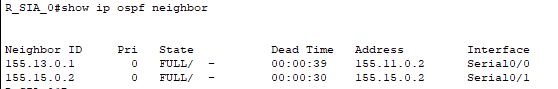 R_SIA_0#show ip ospf neighbor
Neighbor ID Pri State Dead Time Address Interface
155.13.0.1 0 FULL/ - 00:00:39 155.11.0.2 Serial0/0
155.15.0.2 0 FULL/ - 00:00:30 155.15.0.2 Serial0/1